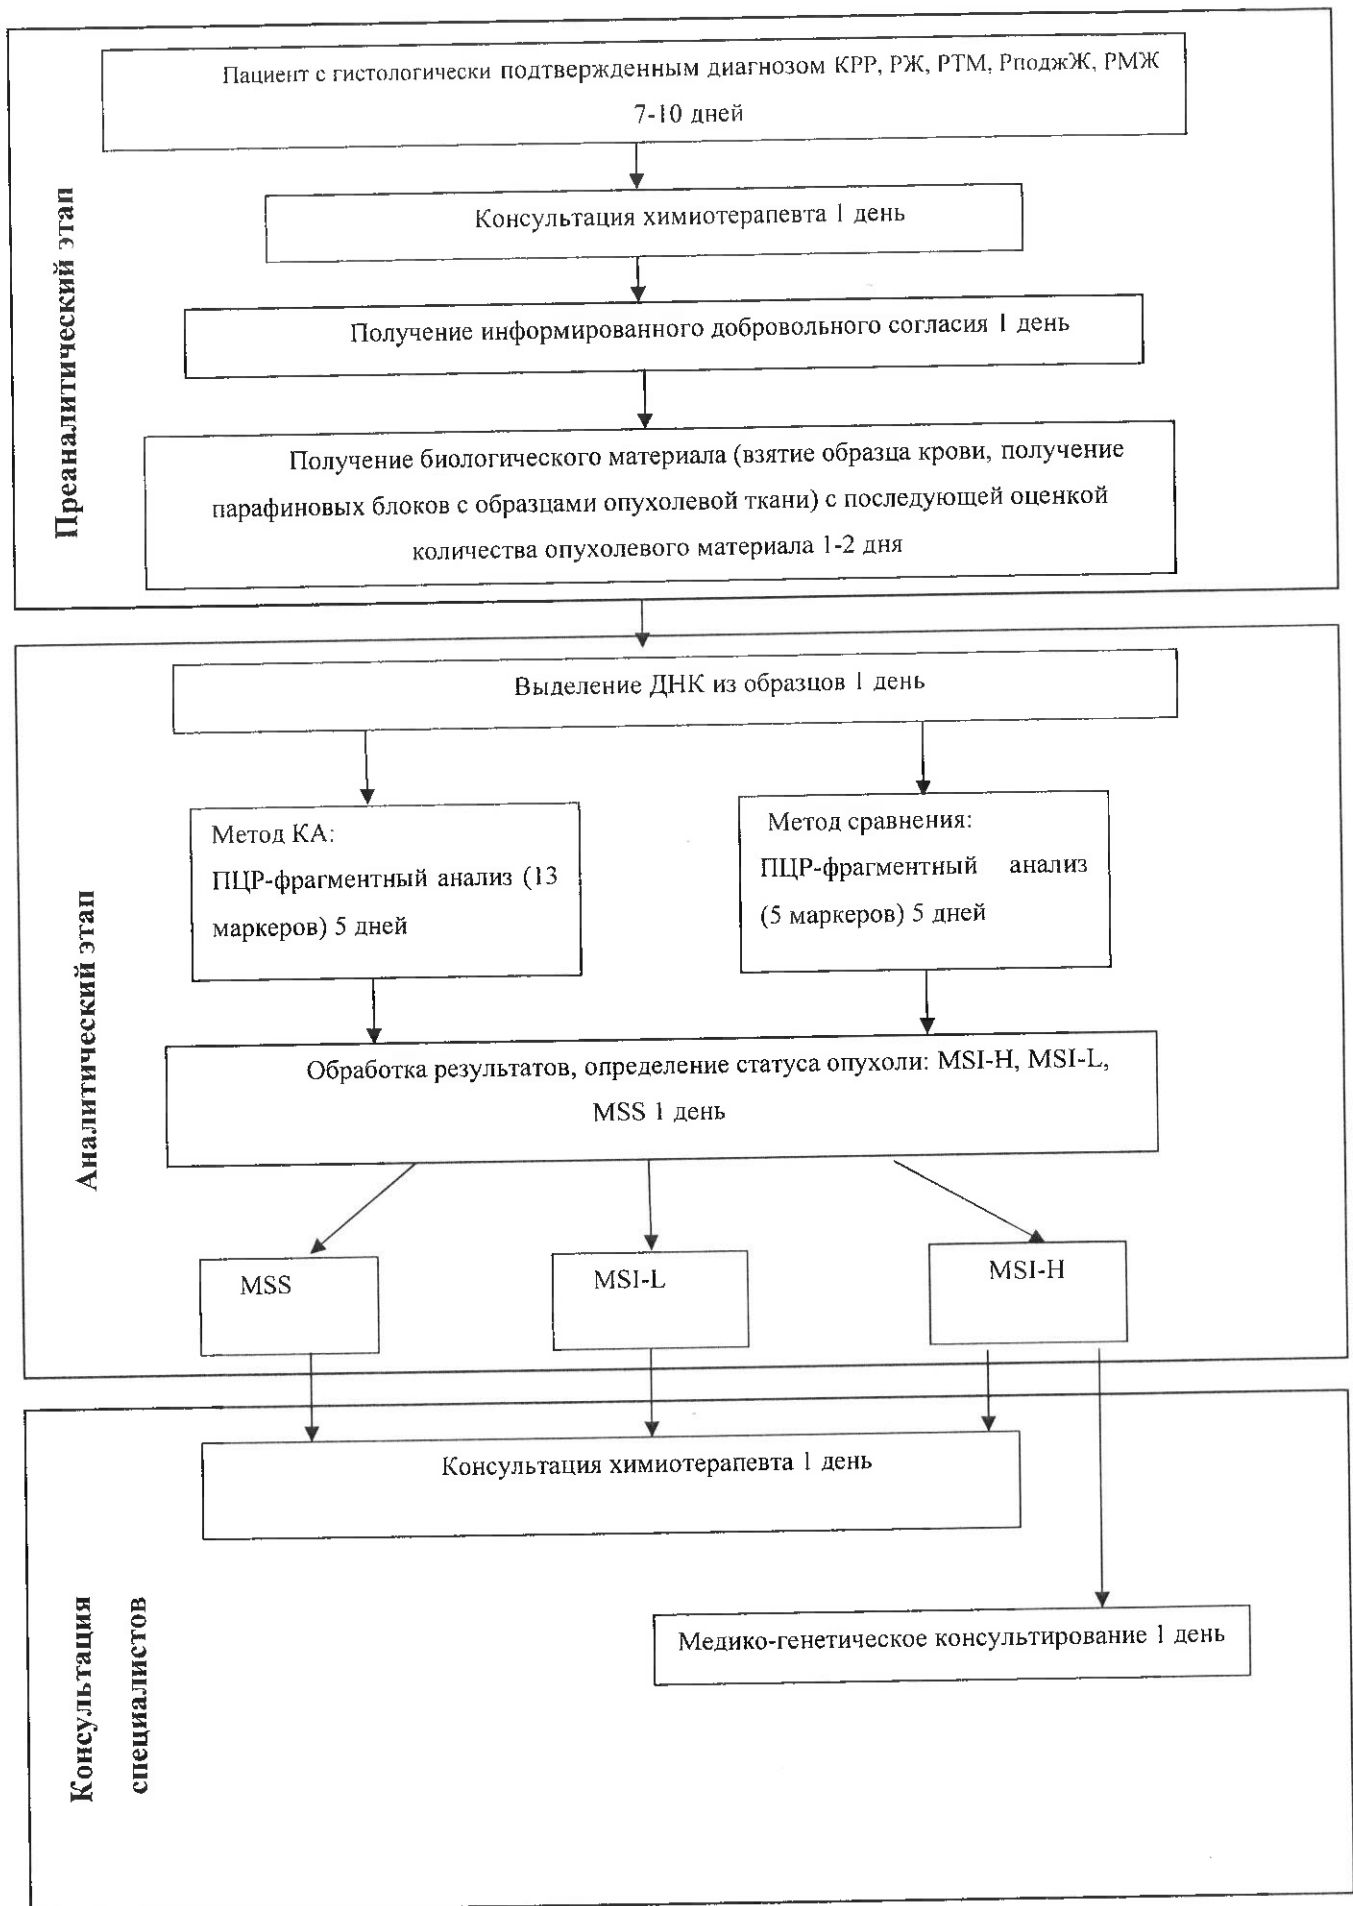 Преаналитический этап
Пациент с гистологически подтвержденным диагнозом КРР, РЖ, РТМ, РподжЖ, РМЖ
7-10 дней
Консультация химиотерапевта 1 день
Получение информированного добровольного согласия 1 день
Получение биологического материала (взятие образца крови, получение
парафиновых блоков с образцами опухолевой ткани) с последующей оценкой
количества опухолевого материала 1-2 дня
Аналитический этап
Выделение ДНК из образцов 1 день
Метод КА:
ПЦР-фрагментный анализ (13
маркеров) 5 дней
Метод сравнения:
ПЦР-фрагментный анализ
(5 маркеров) 5 дней
Обработка результатов, определение статуса опухоли: MSI-H, MSI-L,
MSS 1 день
MSS
MSI-L
MSI-H
Консультация
специалистов
Консультация химиотерапевта 1 день
Медико-генетическое консультирование 1 день